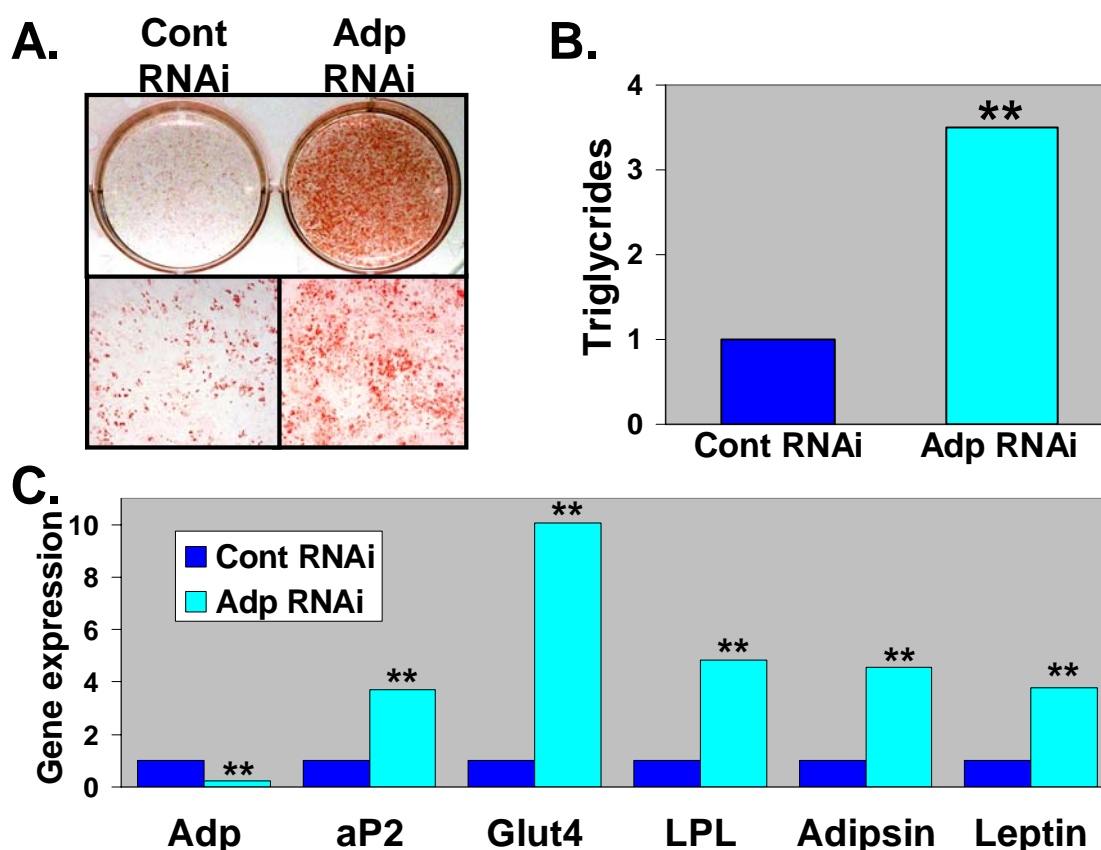 A.
Cont
RNAi
Adp
RNAi
B.
Triglycrides
4
3
2
1
0
**
Cont RNAi
Adp RNAi
C.
Gene expression
10
8
6
4
2
0
Cont RNAi
Adp RNAi
**
**
**
**
**
**
Adp
aP2
Glut4
LPL
Adipsin
Leptin